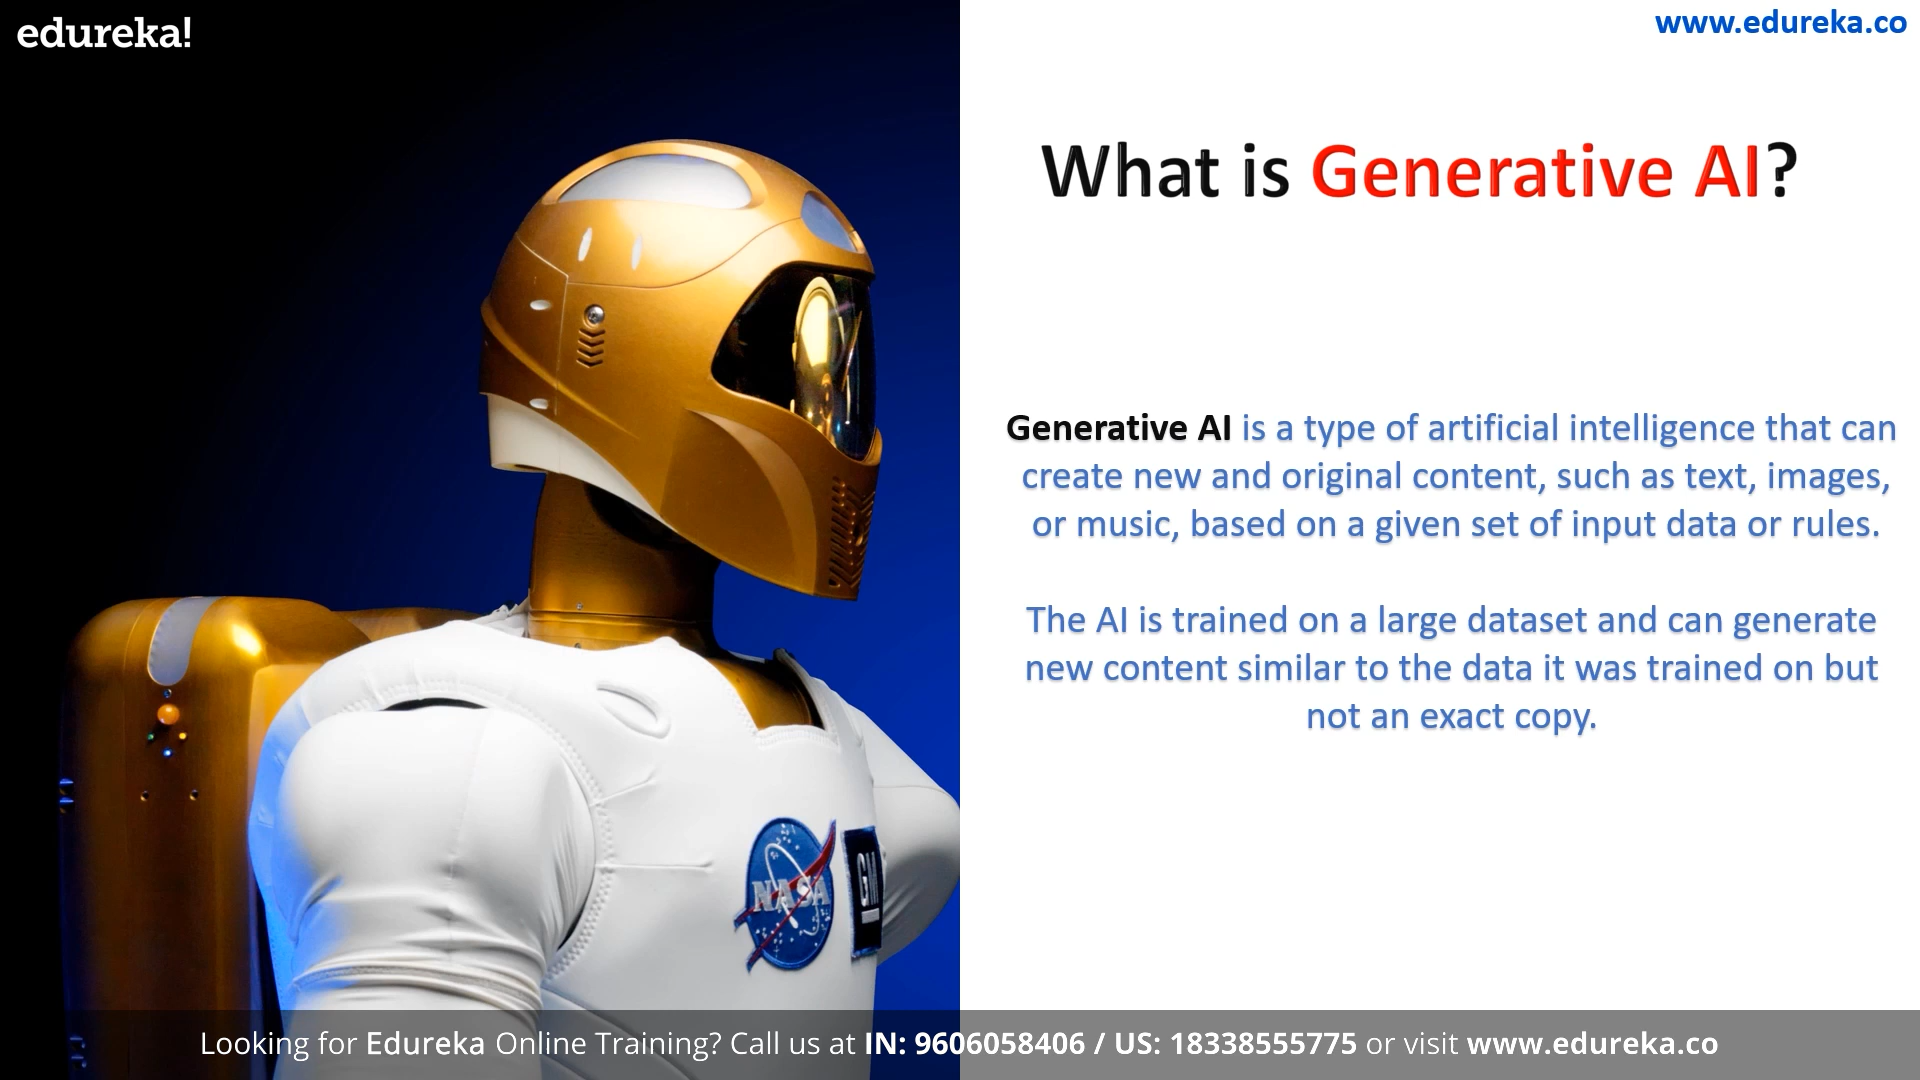 edureka!
www.edureka.co
What is Generative AI?
Generative AI is a type of artificial intelligence that can
create new and original content, such as text, images,
or music, based on a given set of input data or rules.
The AI is trained on a large dataset and can generate
new content similar to the data it was trained on but
not an exact copy.
NASA
GM
Looking for Edureka Online Training? Call us at IN: 9606058406 / US: 18338555775 or visit www.edureka.co